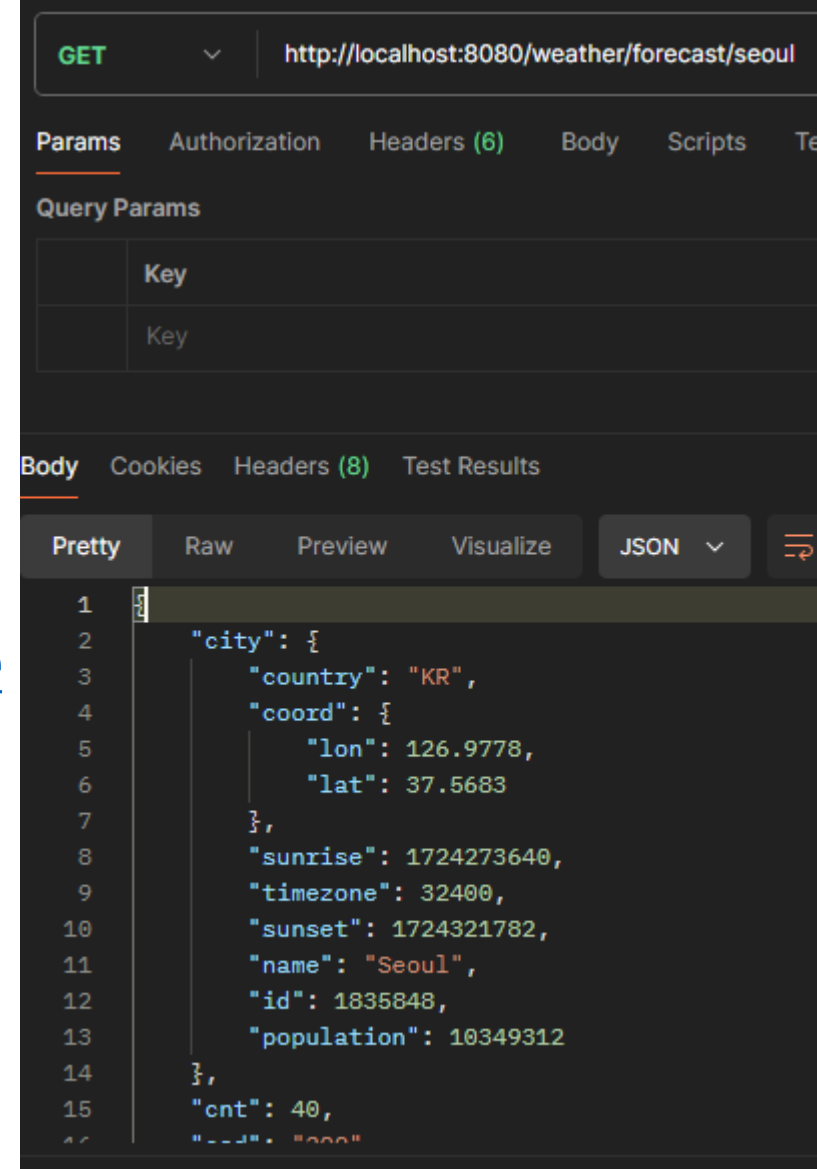 GET http://localhost:8080/weather/forecast/seoul
Params Authorization Headers (6) Body Scripts
Query Params
Key
Key
Body Cookies Headers (8) Test Results
Pretty Raw Preview Visualize JSON
1 {
2 "city": {
3 "country": "KR",
4 "coord": {
5 "lon": 126.9778,
6 "lat": 37.5683
7 },
8 "sunrise": 1724273640,
9 "timezone": 32400,
10 "sunset": 1724321782,
11 "name": "Seoul",
12 "id": 1835848,
13 "population": 10349312
14 },
15 "cnt": 40,